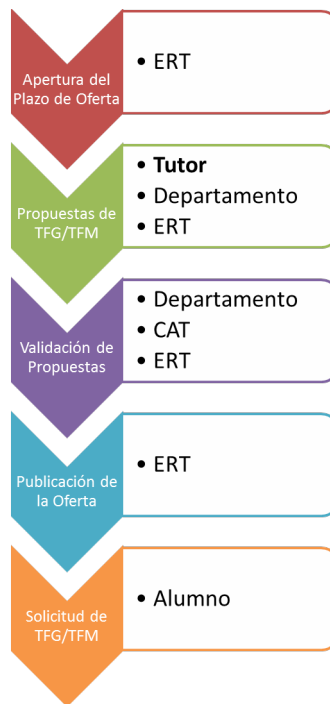 Apertura del
Plazo de Oferta
• ERT
Propuestas de
TFG/TFM
• Tutor
• Departamento
• ERT
Validación de
Propuestas
• Departamento
• CAT
• ERT
Publicación de
la Oferta
• ERT
Solicitud de
TFG/TFM
• Alumno